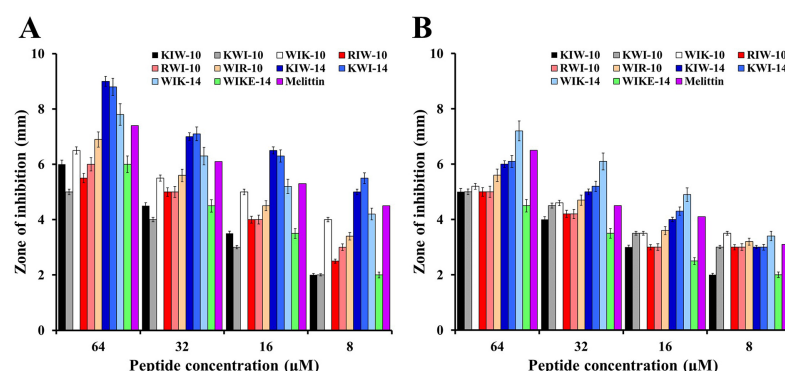 A
KIW-10 KWI-10 WIK-10 RIW-10
RWI-10 WIR-10 KIW-14 KWI-14
WIK-14 WIKE-14 Melittin
Zone of inhibition (mm)
10
8
6
4
2
0
64 32 16 8
Peptide concentration (µM)
B
KIW-10 KWI-10 WIK-10 RIW-10
RWI-10 WIR-10 KIW-14 KWI-14
WIK-14 WIKE-14 Melittin
Zone of inhibition (mm)
10
8
6
4
2
0
64 32 16 8
Peptide concentration (µM)